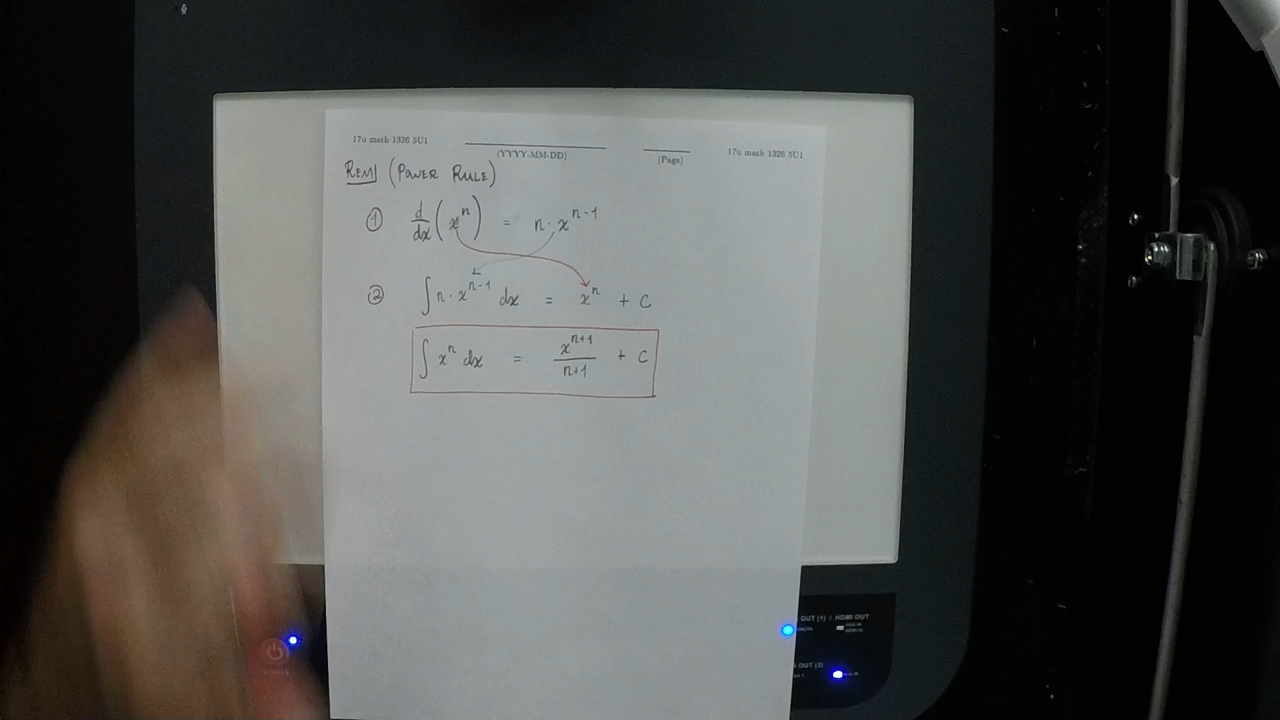 17u math 1326 5U1 (YYYY-MM-DD) (Page) 17u math 1326 5U1
REM (POWER RULE)
① d/dx (x^n) = n · x^{n-1}
② ∫ n · x^{n-1} dx = x^n + C
∫ x^n dx = x^{n+1}/n+1 + C
OUT (1) / HDMI OUT
OUT (2)